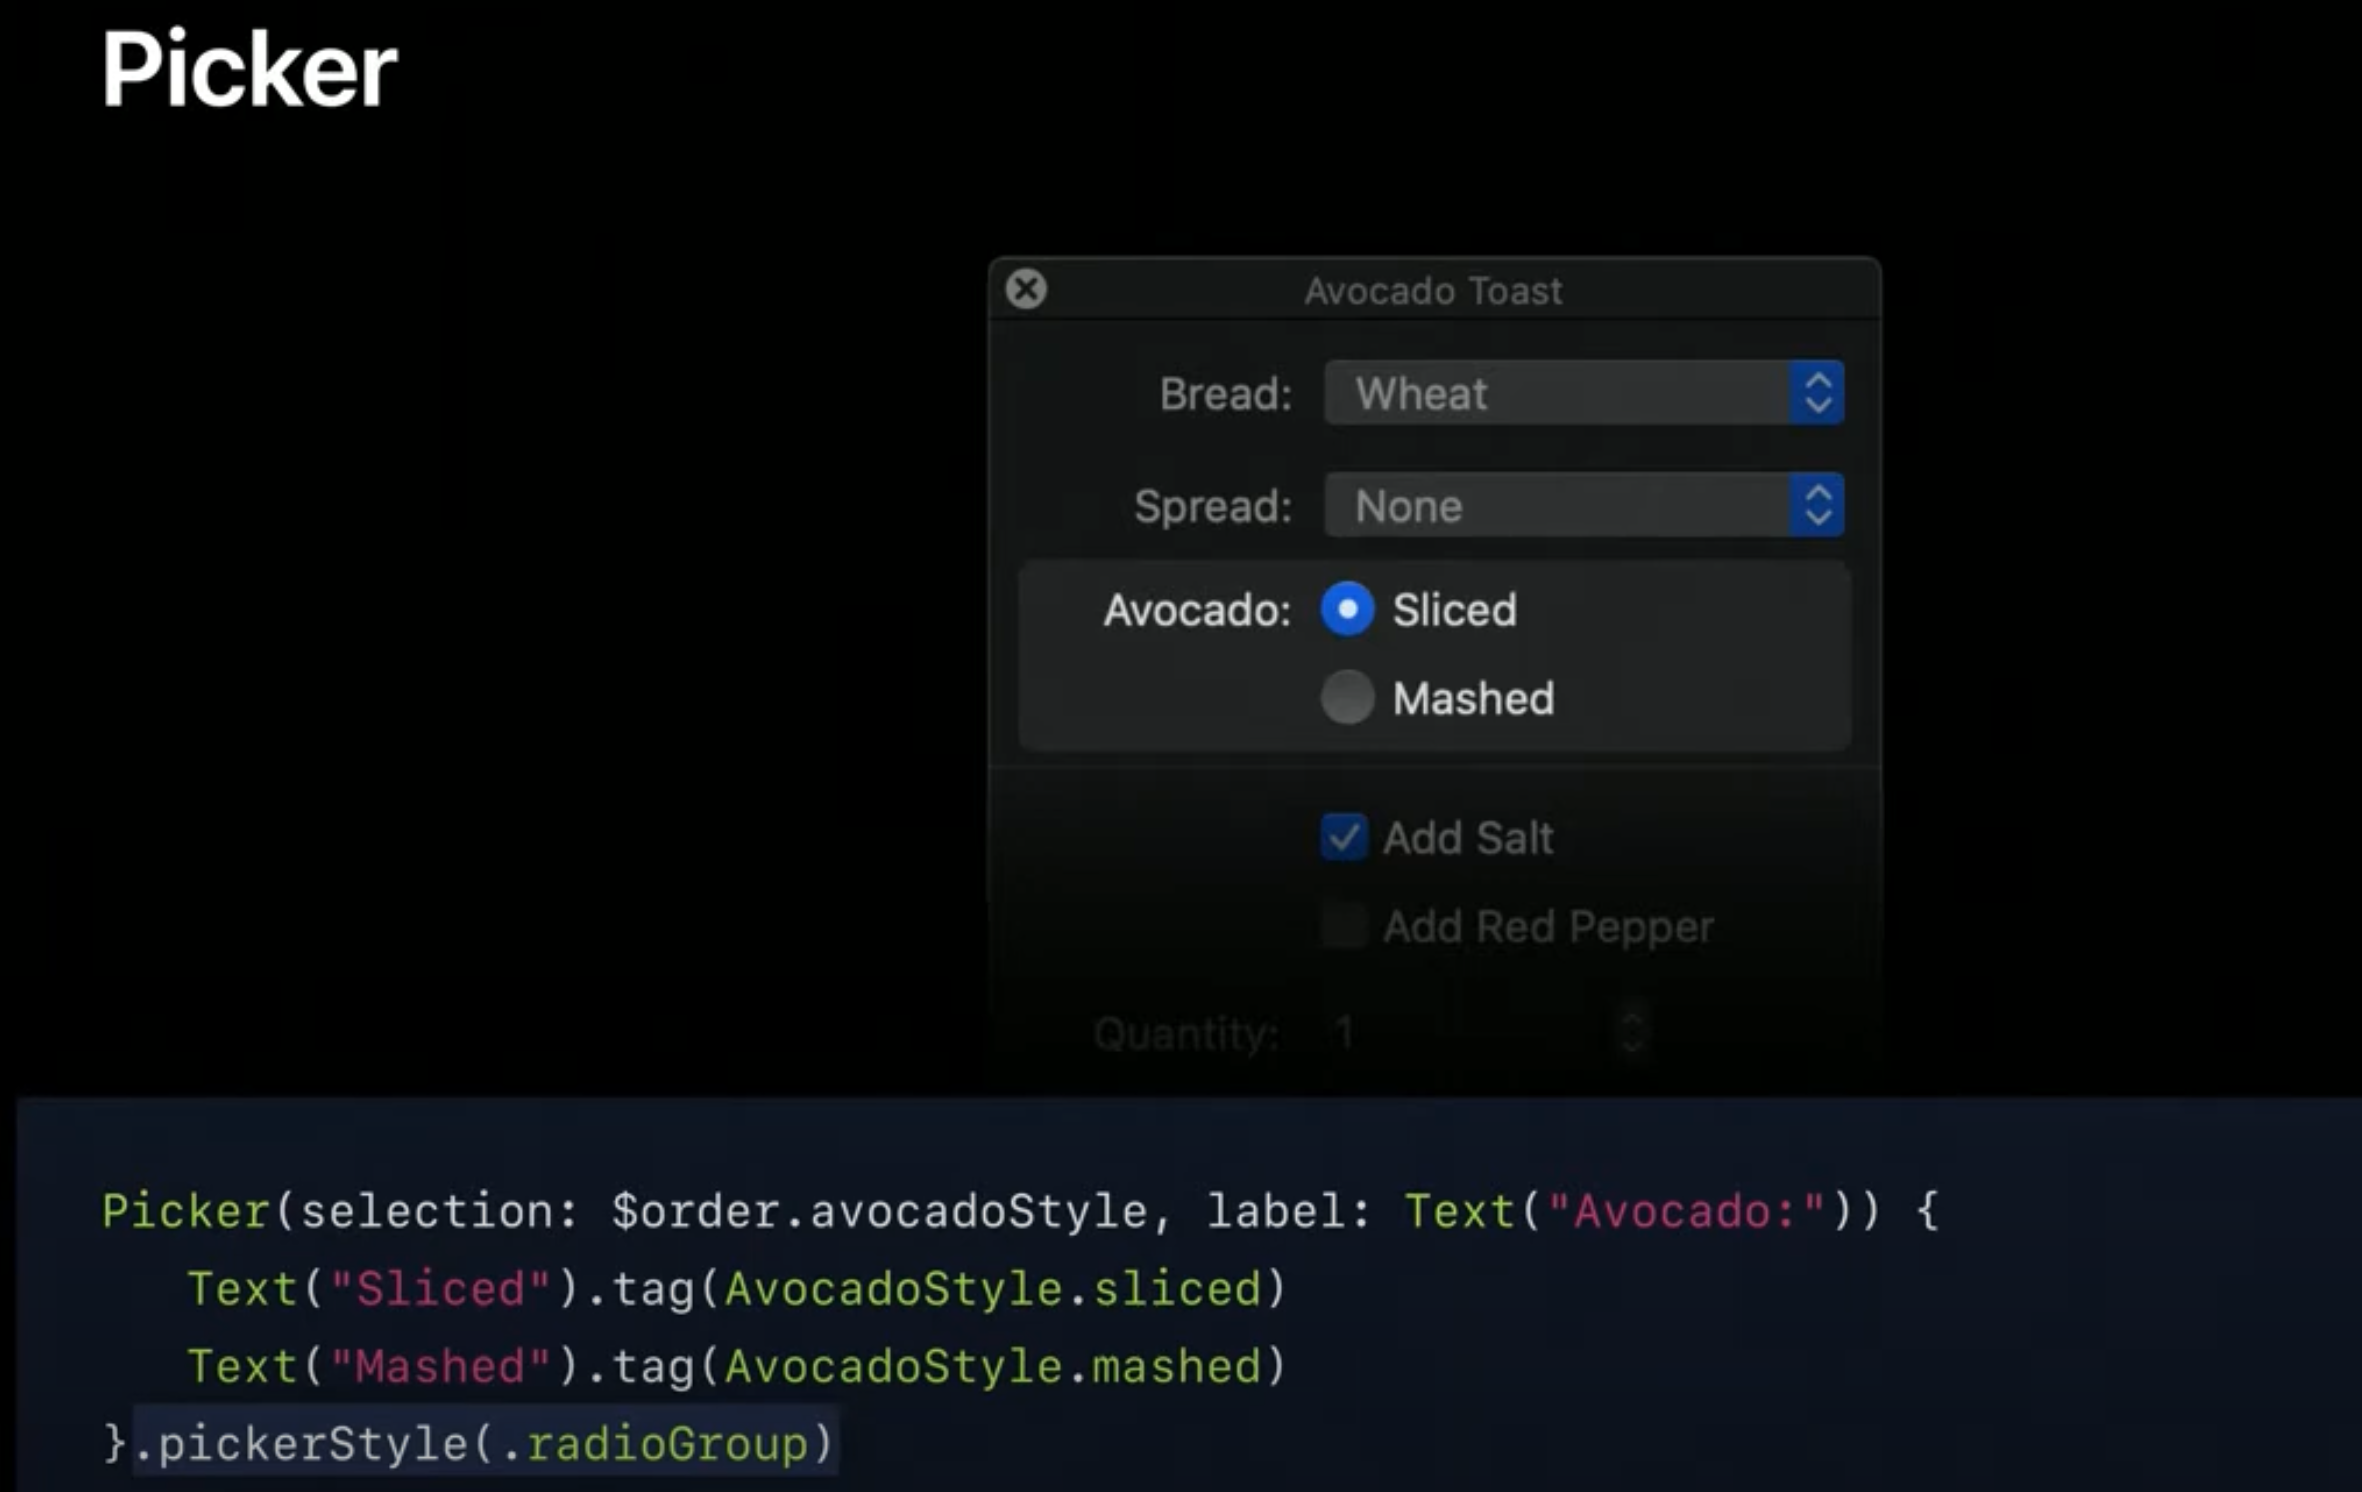 Picker
Avocado Toast
Bread: Wheat
Spread: None
Avocado: Sliced
Mashed
Add Salt
Add Red Pepper
Quantity: 1
Picker(selection: $order.avocadoStyle, label: Text("Avocado:")) {
Text("Sliced").tag(AvocadoStyle.sliced)
Text("Mashed").tag(AvocadoStyle.mashed)
}.pickerStyle(.radioGroup)